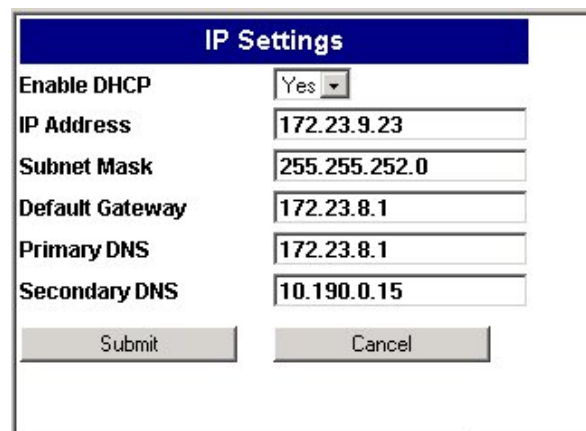 IP Settings
Enable DHCP Yes
IP Address 172.23.9.23
Subnet Mask 255.255.252.0
Default Gateway 172.23.8.1
Primary DNS 172.23.8.1
Secondary DNS 10.190.0.15
Submit Cancel